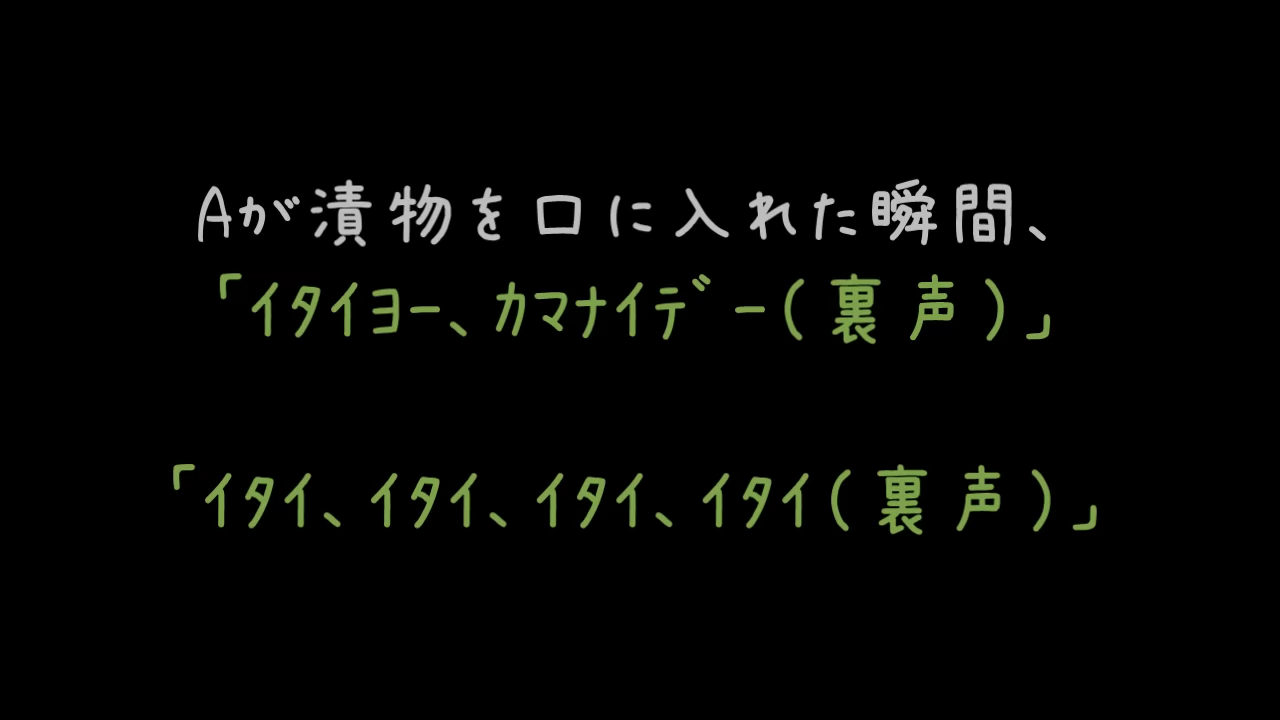 Aが漬物を口に入れた瞬間、
「ｲﾀｲﾖｰ､ｶﾏﾅｲﾃﾞｰ(裏声)」
「ｲﾀｲ､ｲﾀｲ､ｲﾀｲ､ｲﾀｲ(裏声)」